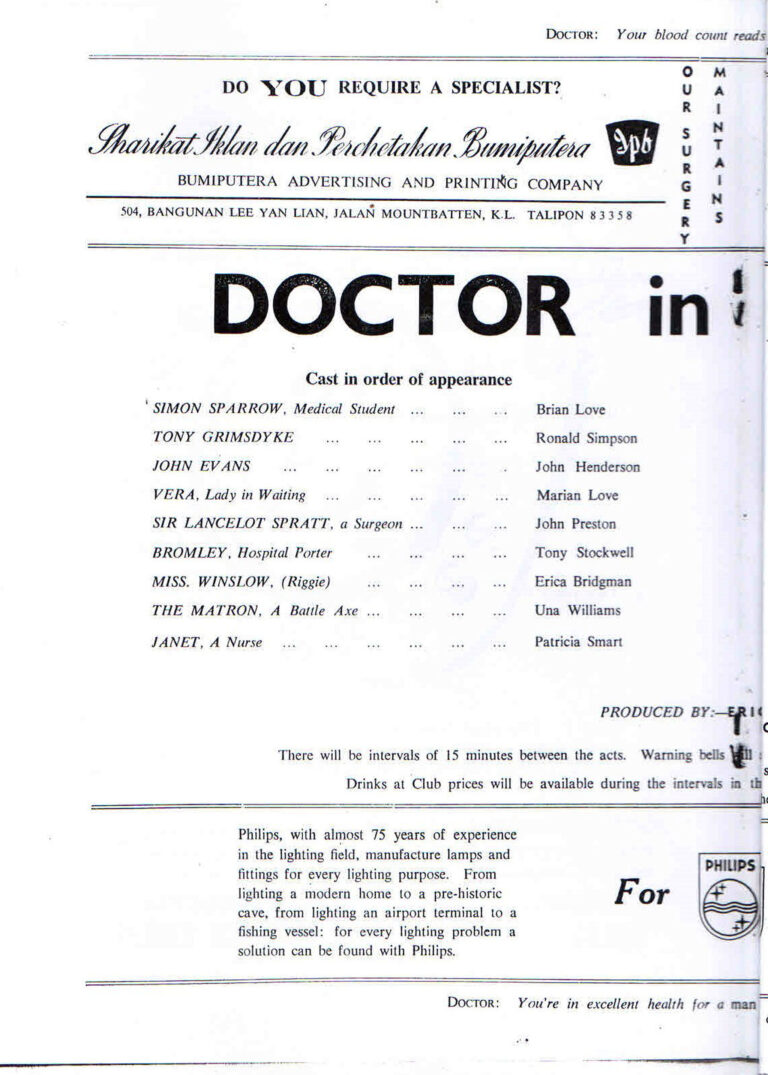 DOCTOR: Your blood count reads
DO YOU REQUIRE A SPECIALIST?
Sharikat Iklan dan Perchetakan Bumiputera
Ipb
BUMIPUTERA ADVERTISING AND PRINTING COMPANY
504, BANGUNAN LEE YAN LIAN, JALAN MOUNTBATTEN, K.L. TALIPON 83358
OUR SURGERY
MAINTAINS
DOCTOR in
Cast in order of appearance
SIMON SPARROW, Medical Student ... ... ... Brian Love
TONY GRIMSDYKE ... ... ... ... ... Ronald Simpson
JOHN EVANS ... ... ... ... ... . John Henderson
VERA, Lady in Waiting ... ... ... ... ... Marian Love
SIR LANCELOT SPRATT, a Surgeon ... ... ... John Preston
BROMLEY, Hospital Porter ... ... ... ... Tony Stockwell
MISS. WINSLOW, (Riggie) ... ... ... ... Erica Bridgman
THE MATRON, A Battle Axe ... ... ... ... Una Williams
JANET, A Nurse ... ... ... ... ... ... Patricia Smart
PRODUCED BY:—
There will be intervals of 15 minutes between the acts. Warning bells
Drinks at Club prices will be available during the intervals in
Philips, with almost 75 years of experience
in the lighting field, manufacture lamps and
fittings for every lighting purpose. From
lighting a modern home to a pre-historic
cave, from lighting an airport terminal to a
fishing vessel: for every lighting problem a
solution can be found with Philips.
For
PHILIPS
DOCTOR: You're in excellent health for a man